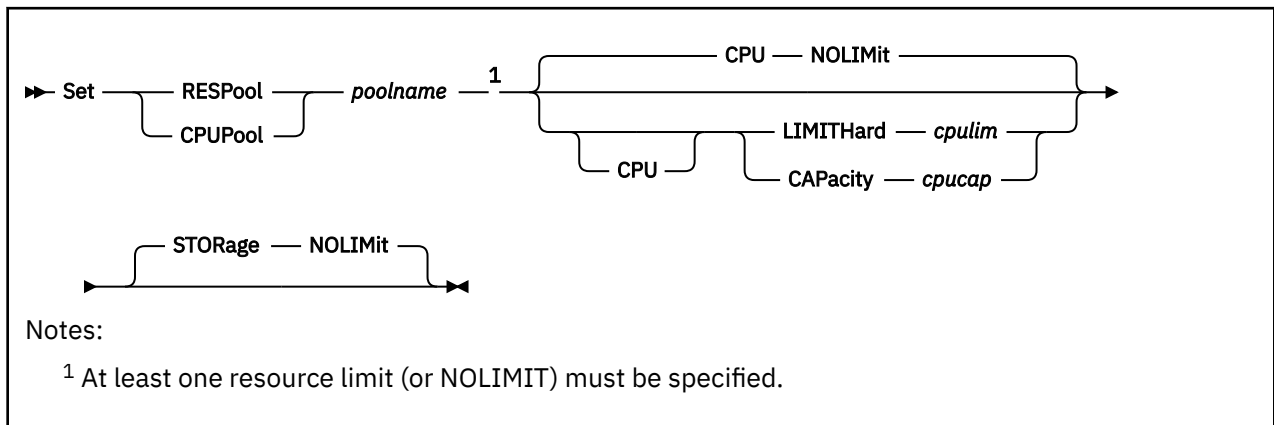 CPU NOLIMit
1
Set RESPool poolname
CPUPool
LIMITHard cpulim
CPU
CAPacity cpucap
STORage NOLIMit
Notes:
1 At least one resource limit (or NOLIMIT) must be specified.